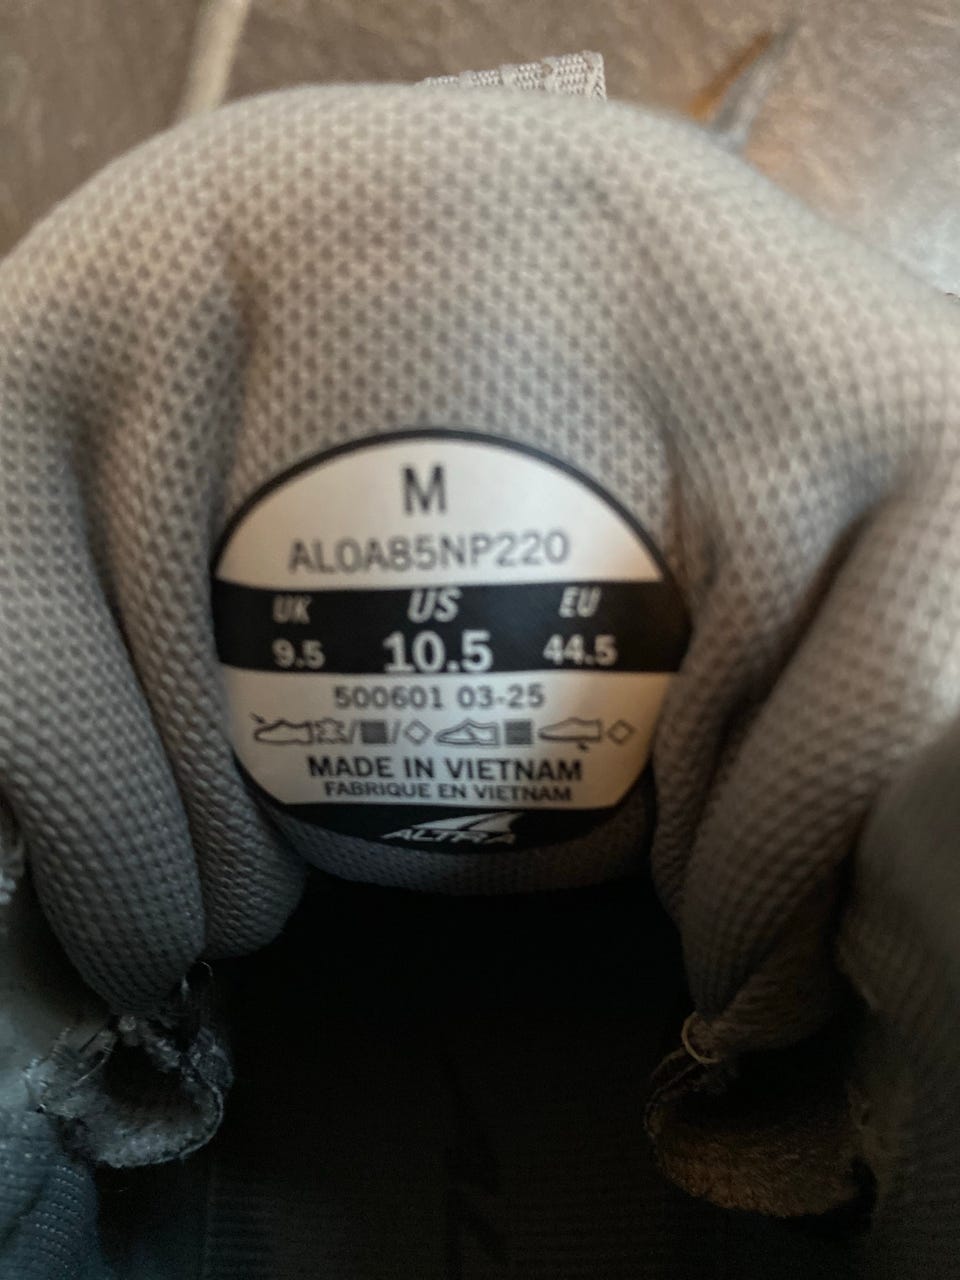 M
AL0A85NP220
UK US EU
9.5 10.5 44.5
500601 03-25
MADE IN VIETNAM
FABRIQUE EN VIETNAM
ALTRA